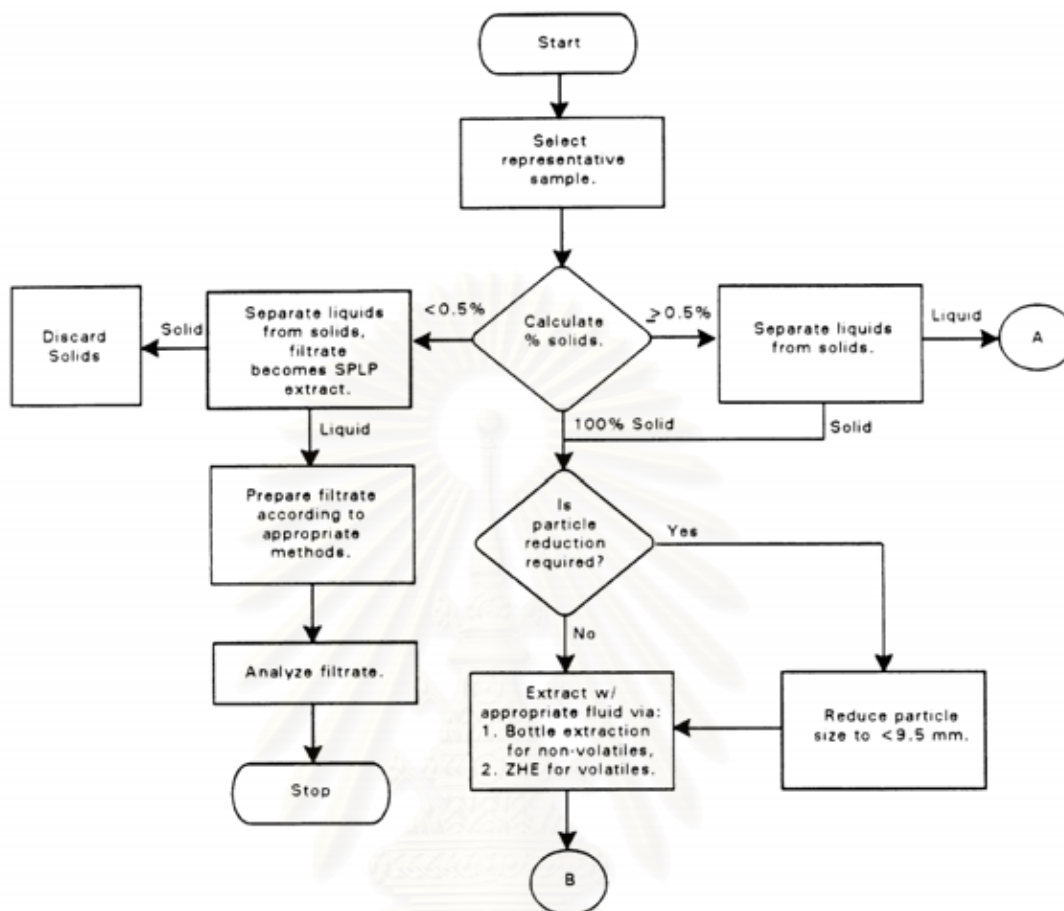 Start
Select
representative
sample.
Calculate
% solids.
<0.5%
≥0.5%
100% Solid
Separate liquids
from solids,
filtrate
becomes SPLP
extract.
Solid
Discard
Solids
Liquid
Prepare filtrate
according to
appropriate
methods.
Analyze filtrate.
Stop
Separate liquids
from solids.
Liquid
A
Solid
Is
particle
reduction
required?
Yes
No
Reduce particle
size to <9.5 mm.
Extract w/
appropriate fluid via:
1. Bottle extraction
for non-volatiles,
2. ZHE for volatiles.
B